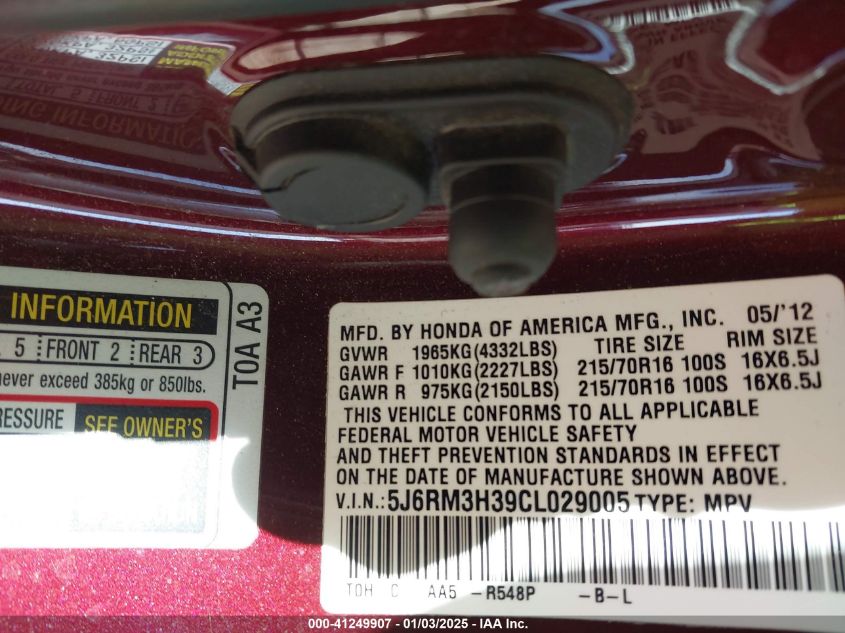 INFORMATION
5 FRONT 2 REAR 3
never exceed 385kg or 850lbs.
PRESSURE SEE OWNER'S
TOA A3
MFD. BY HONDA OF AMERICA MFG., INC. 05/'12
GVWR 1965KG(4332LBS) TIRE SIZE RIM SIZE
GAWR F 1010KG(2227LBS) 215/70R16 100S 16X6.5J
GAWR R 975KG(2150LBS) 215/70R16 100S 16X6.5J
THIS VEHICLE CONFORMS TO ALL APPLICABLE
FEDERAL MOTOR VEHICLE SAFETY
AND THEFT PREVENTION STANDARDS IN EFFECT
ON THE DATE OF MANUFACTURE SHOWN ABOVE.
V.I.N.: 5J6RM3H39CL029005 TYPE: MPV
TOH C AA5 -R548P -B-L
000-41249907 - 01/03/2025 - IAA Inc.